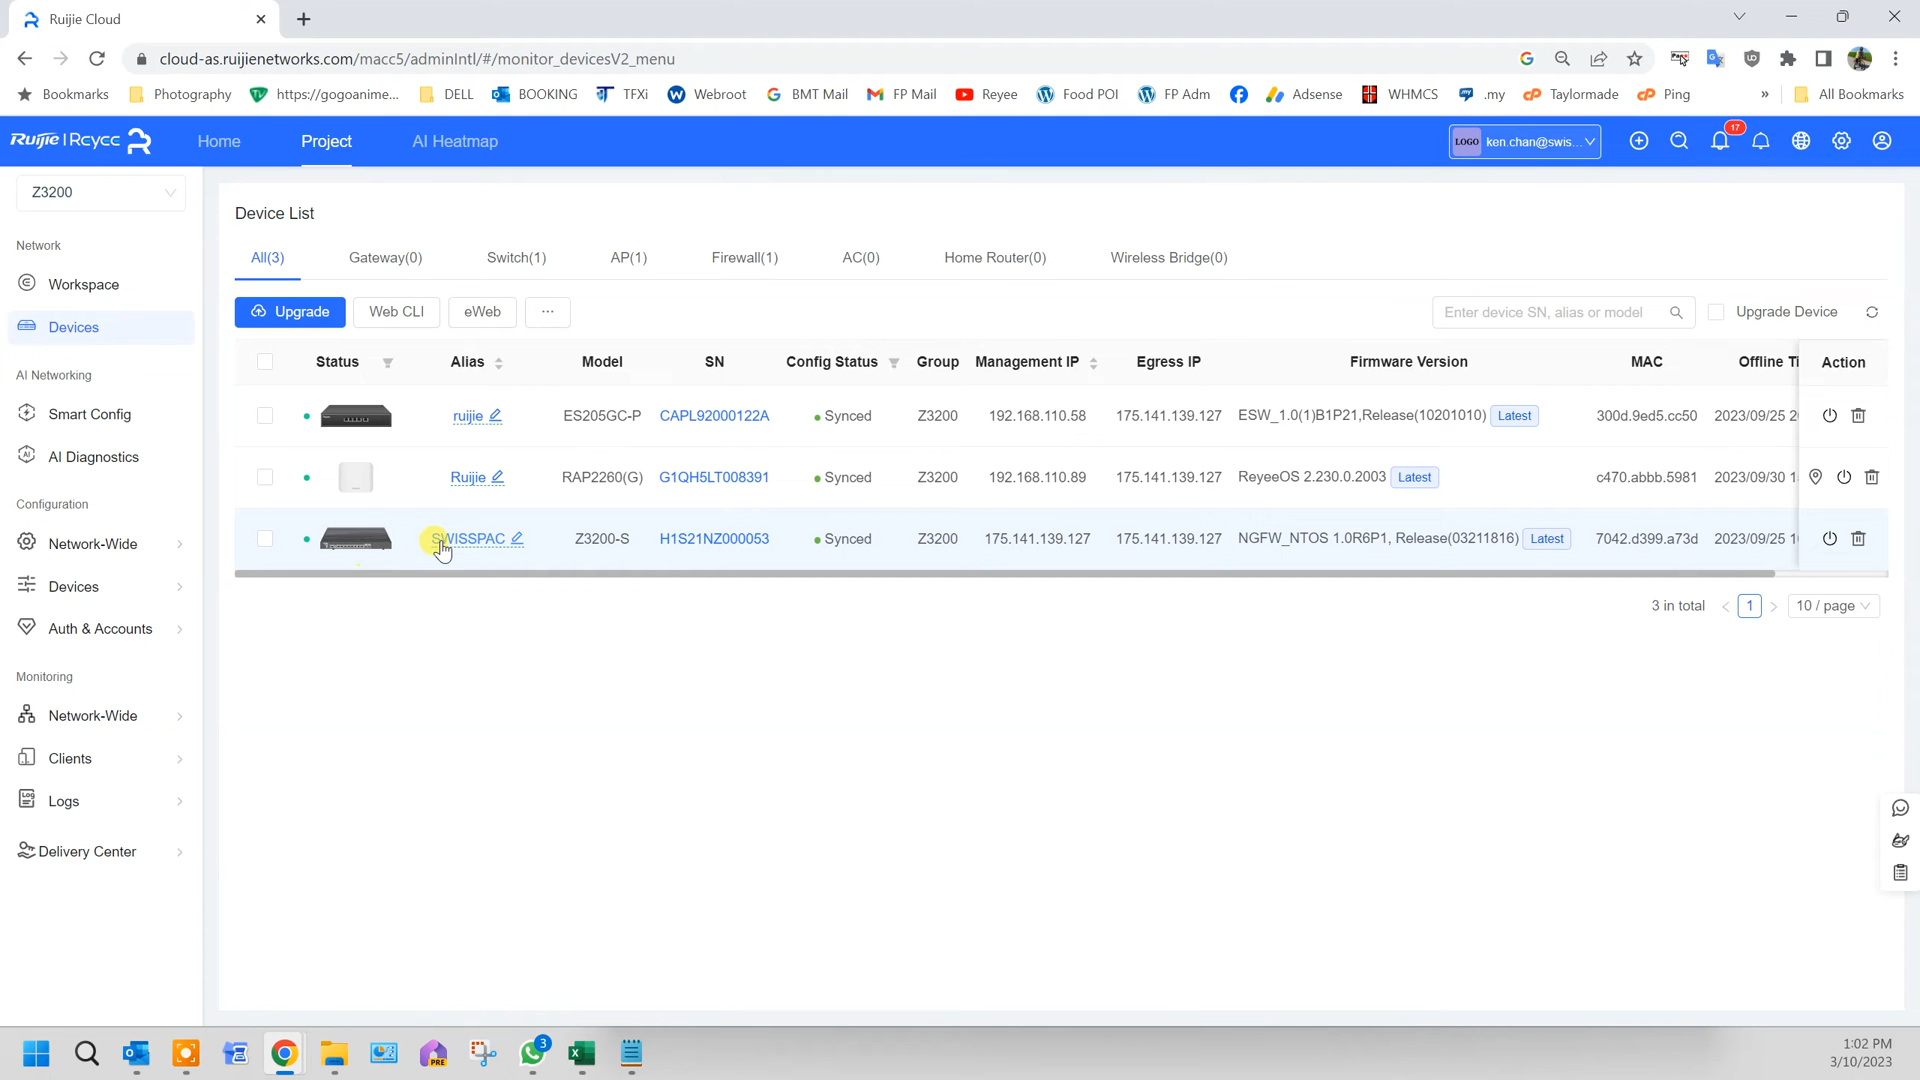 Ruijie Cloud
cloud-as.ruijienetworks.com/macc5/adminIntl/#/monitor_devicesV2_menu
Bookmarks Photography https://gogoanime... DELL BOOKING TFXi Webroot BMT Mail FP Mail Reyee Food POI FP Adm Adsense WHMCS .my Taylormade Ping » All Bookmarks
Ruijie | Rcycc Home Project AI Heatmap LOGO ken.chan@swis... 17
Z3200
Network
Workspace
Devices
AI Networking
Smart Config
AI Diagnostics
Configuration
Network-Wide
Devices
Auth & Accounts
Monitoring
Network-Wide
Clients
Logs
Delivery Center
Device List
All(3) Gateway(0) Switch(1) AP(1) Firewall(1) AC(0) Home Router(0) Wireless Bridge(0)
Upgrade Web CLI eWeb ... Enter device SN, alias or model Upgrade Device
Status Alias Model SN Config Status Group Management IP Egress IP Firmware Version MAC Offline Ti Action
ruijie ES205GC-P CAPL92000122A Synced Z3200 192.168.110.58 175.141.139.127 ESW_1.0(1)B1P21,Release(10201010) Latest 300d.9ed5.cc50 2023/09/25 2
Ruijie RAP2260(G) G1QH5LT008391 Synced Z3200 192.168.110.89 175.141.139.127 ReyeeOS 2.230.0.2003 Latest c470.abbb.5981 2023/09/30 1
SWISSPAC Z3200-S H1S21NZ000053 Synced Z3200 175.141.139.127 175.141.139.127 NGFW_NTOS 1.0R6P1, Release(03211816) Latest 7042.d399.a73d 2023/09/25 1
3 in total < 1 > 10 / page
PRE 3
1:02 PM
3/10/2023